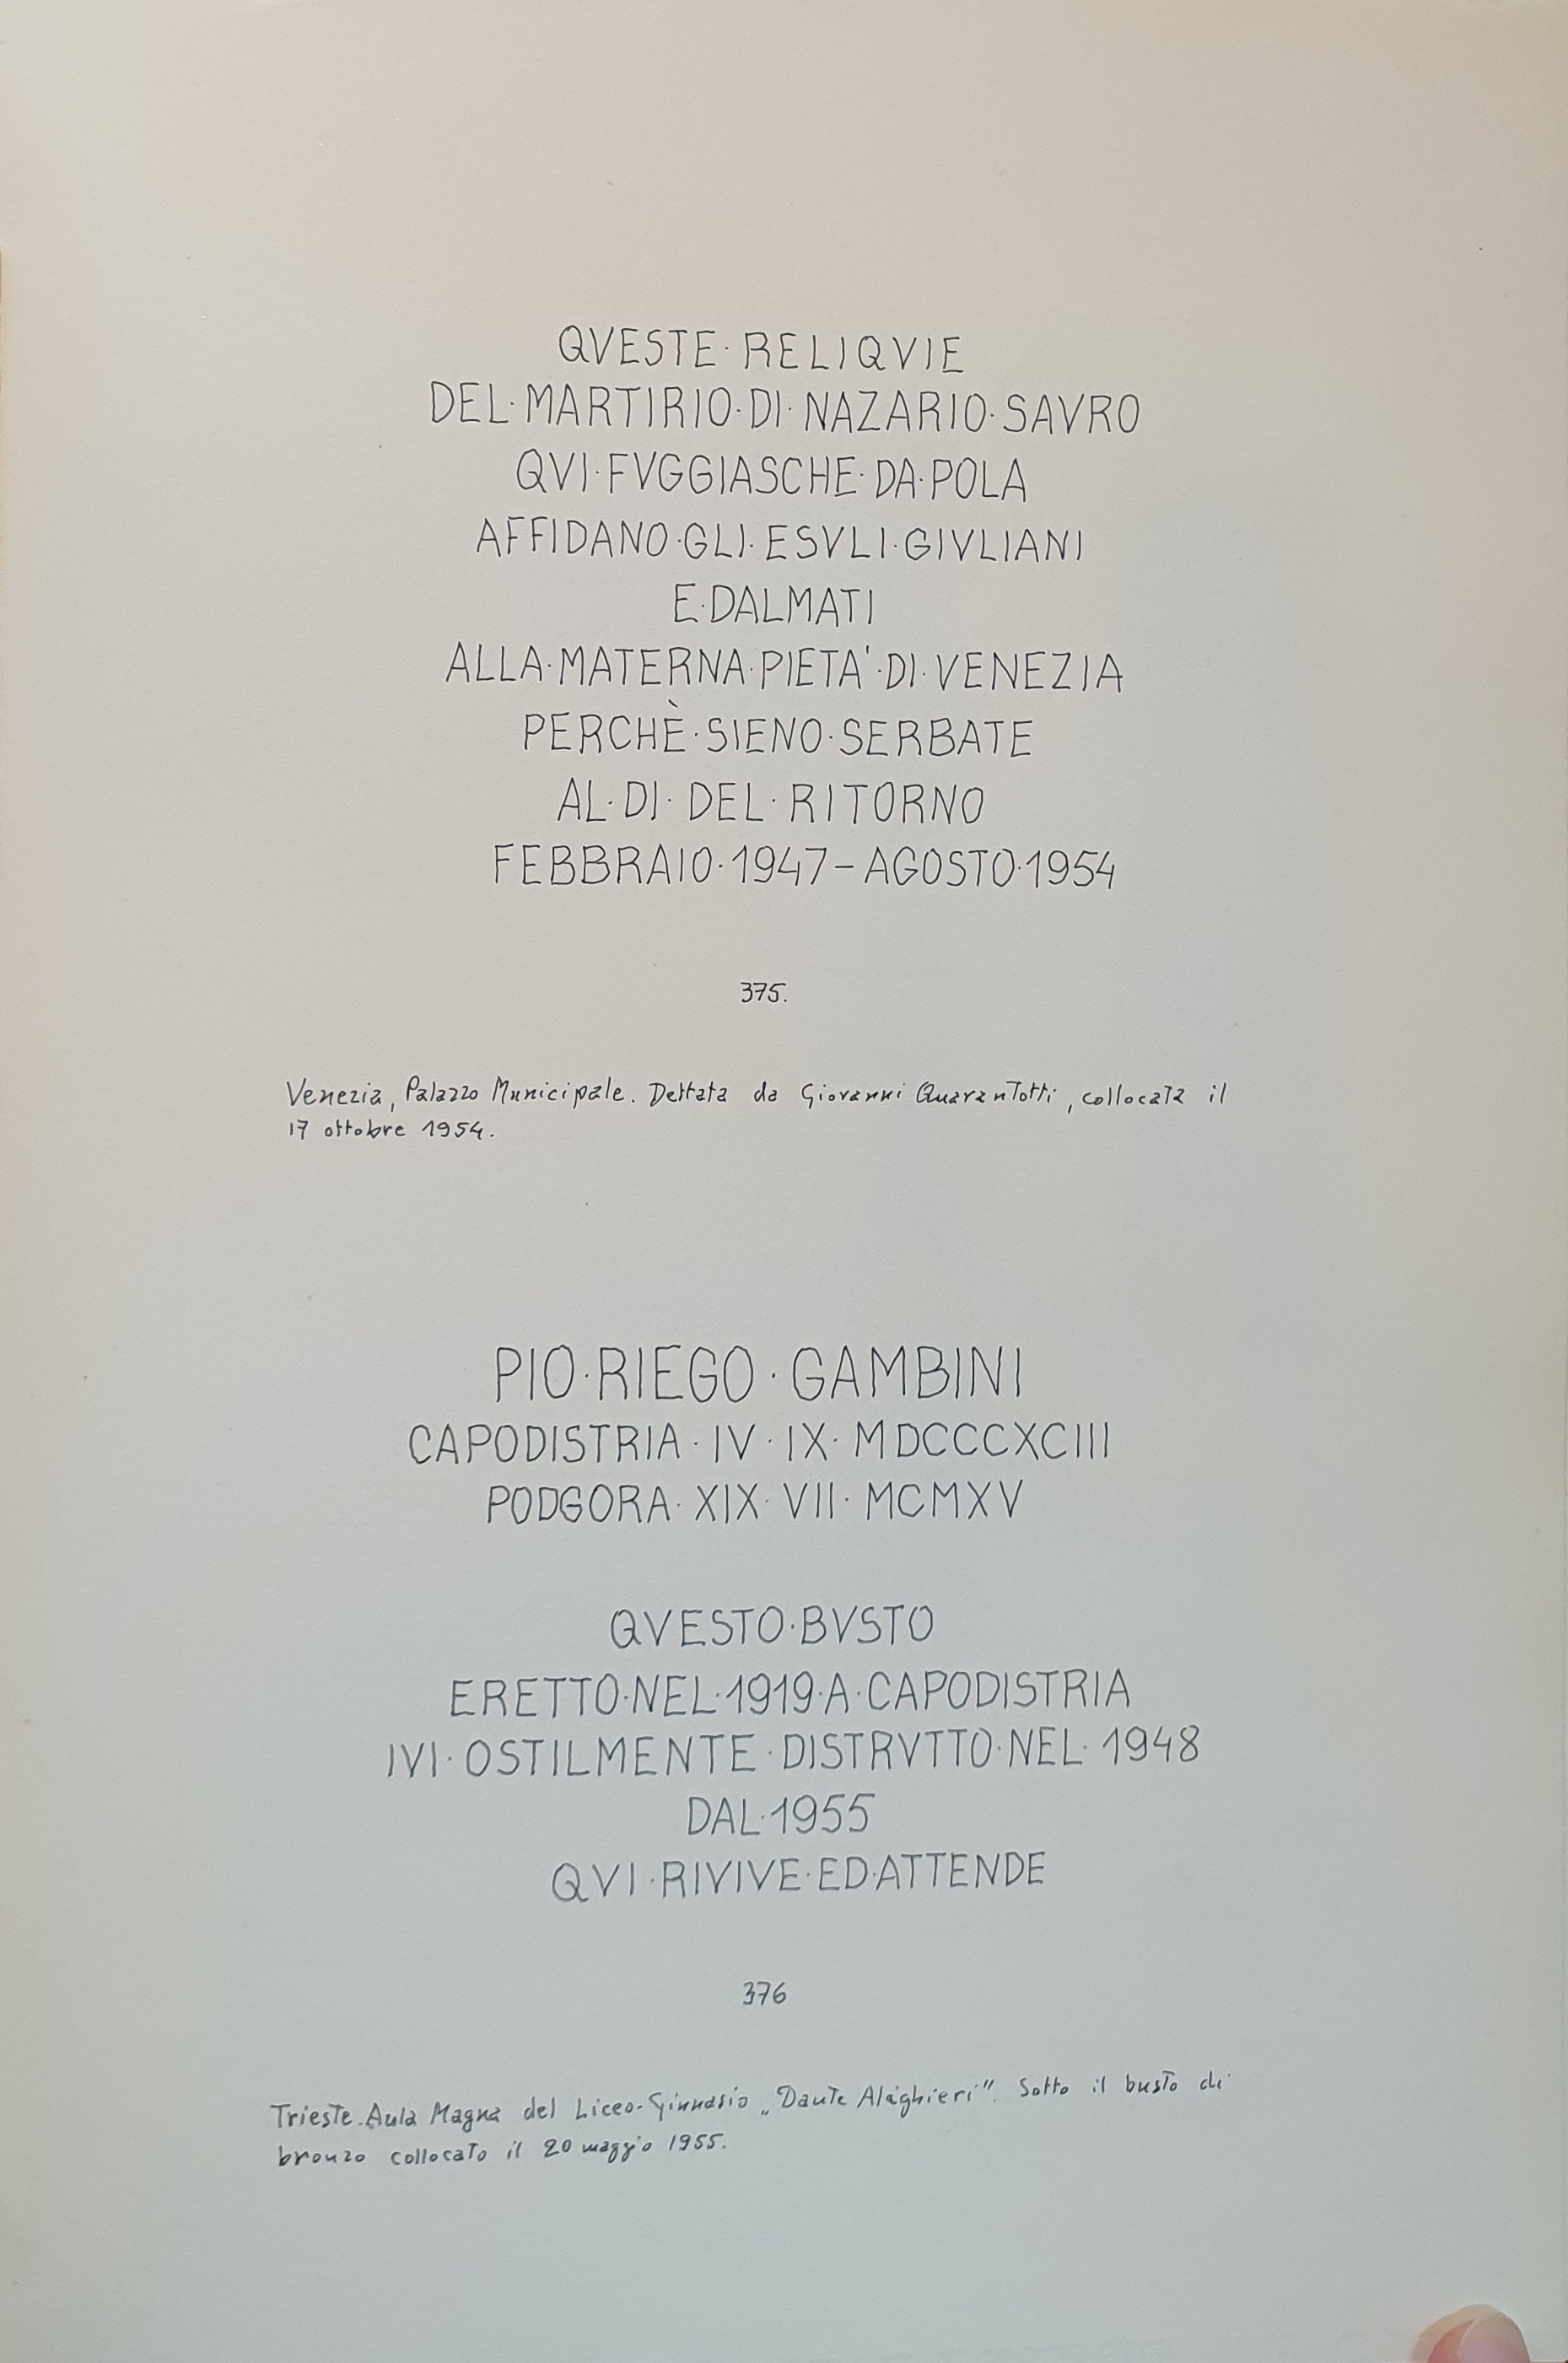 QVESTE· RELIQVIE
DEL· MARTIRIO· DI· NAZARIO· SAVRO
QVI· FVGGIASCHE· DA· POLA
AFFIDANO· GLI· ESVLI· GIVLIANI
E· DALMATI
ALLA· MATERNA· PIETA'· DI· VENEZIA
PERCHÈ· SIENO· SERBATE
AL· DI· DEL· RITORNO
FEBBRAIO· 1947 – AGOSTO· 1954
375.
Venezia, Palazzo Municipale. Dettata da Giovanni Quarantotti, collocata il
17 ottobre 1954.
PIO· RIEGO · GAMBINI
CAPODISTRIA · IV · IX· MDCCCXCIII
PODGORA· XIX· VII· MCMXV
QVESTO· BVSTO
ERETTO· NEL· 1919· A· CAPODISTRIA
IVI· OSTILMENTE · DISTRVTTO· NEL· 1948
DAL· 1955
QVI · RIVIVE· ED· ATTENDE
376
Trieste. Aula Magna del Liceo-Ginnasio „Dante Alighieri". Sotto il busto di
bronzo collocato il 20 maggio 1955.